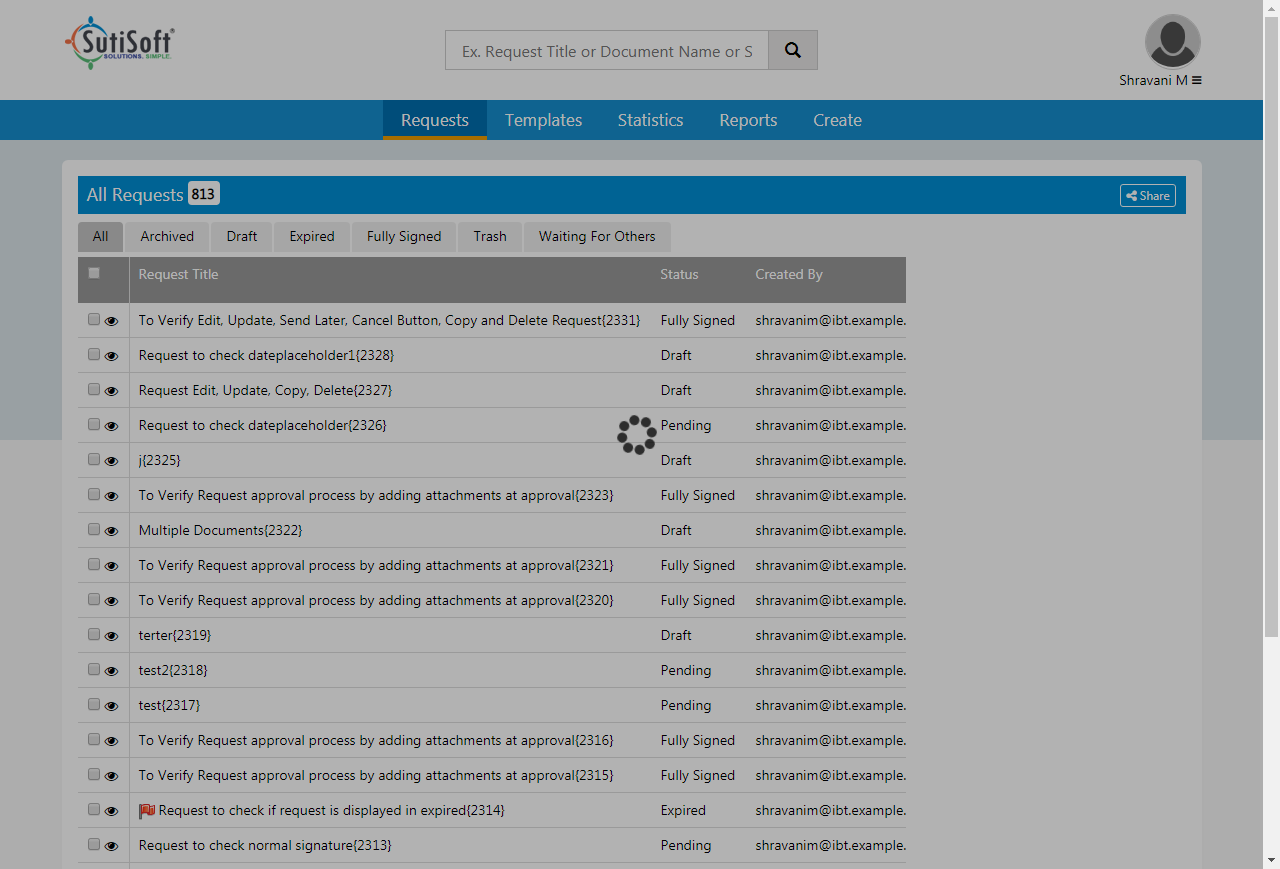 SutiSoft
SOLUTIONS. SIMPLE.
Ex. Request Title or Document Name or S
Shravani M
Requests Templates Statistics Reports Create
All Requests 813
Share
All Archived Draft Expired Fully Signed Trash Waiting For Others
Request Title Status Created By
To Verify Edit, Update, Send Later, Cancel Button, Copy and Delete Request{2331} Fully Signed shravanim@ibt.example.
Request to check dateplaceholder1{2328} Draft shravanim@ibt.example.
Request Edit, Update, Copy, Delete{2327} Draft shravanim@ibt.example.
Request to check dateplaceholder{2326} Pending shravanim@ibt.example.
j{2325} Draft shravanim@ibt.example.
To Verify Request approval process by adding attachments at approval{2323} Fully Signed shravanim@ibt.example.
Multiple Documents{2322} Draft shravanim@ibt.example.
To Verify Request approval process by adding attachments at approval{2321} Fully Signed shravanim@ibt.example.
To Verify Request approval process by adding attachments at approval{2320} Fully Signed shravanim@ibt.example.
terter{2319} Draft shravanim@ibt.example.
test2{2318} Pending shravanim@ibt.example.
test{2317} Pending shravanim@ibt.example.
To Verify Request approval process by adding attachments at approval{2316} Fully Signed shravanim@ibt.example.
To Verify Request approval process by adding attachments at approval{2315} Fully Signed shravanim@ibt.example.
Request to check if request is displayed in expired{2314} Expired shravanim@ibt.example.
Request to check normal signature{2313} Pending shravanim@ibt.example.